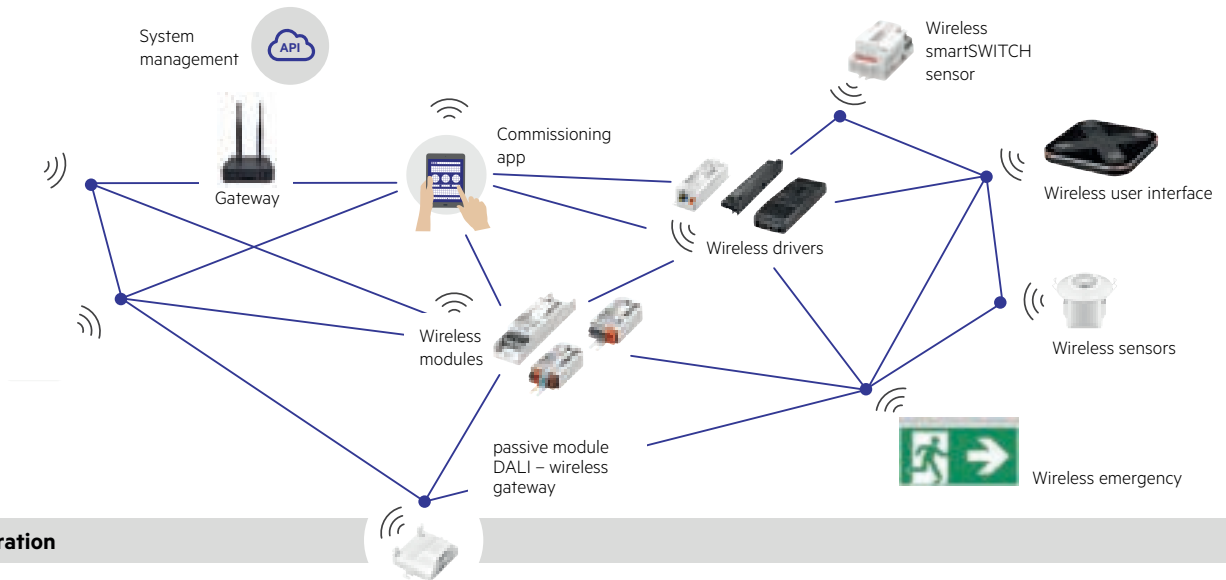 System
management
API
Wireless
smartSWITCH
sensor
Commissioning
app
Gateway
Wireless user interface
Wireless drivers
Wireless
modules
Wireless sensors
passive module
DALI – wireless
gateway
Wireless emergency
ration